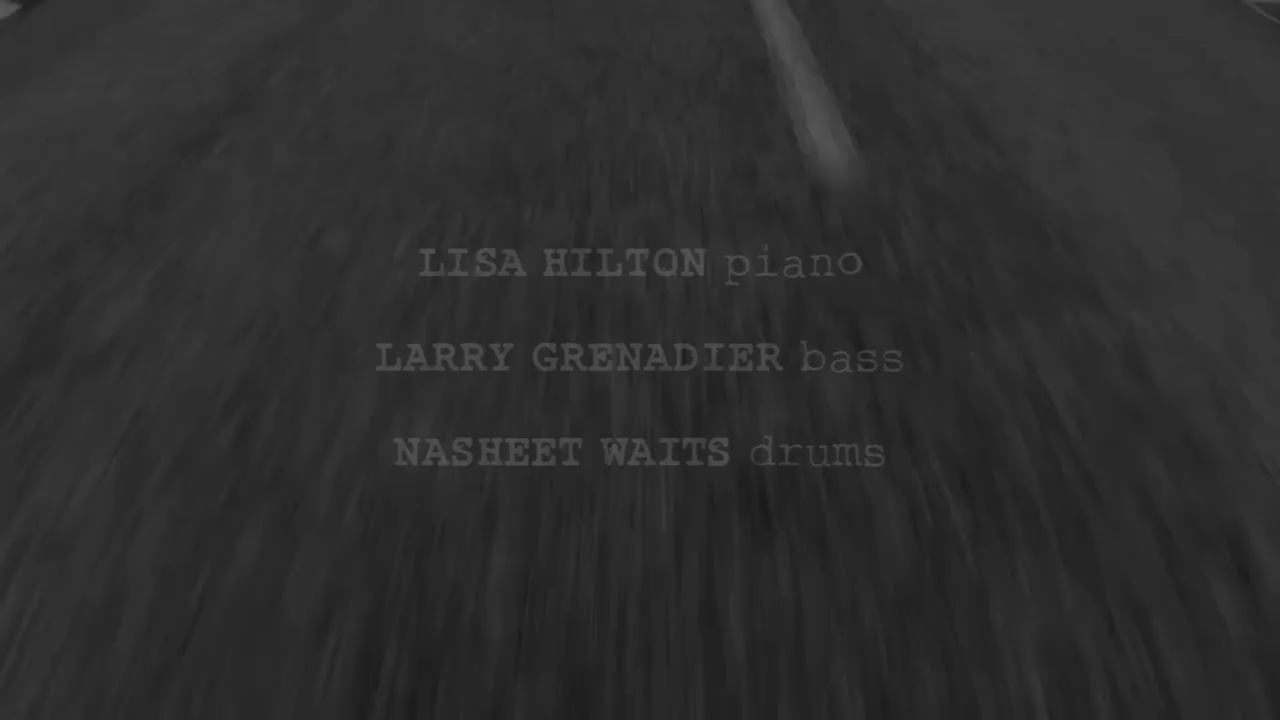 LISA HILTON piano
LARRY GRENADIER bass
NASHEET WAITS drums